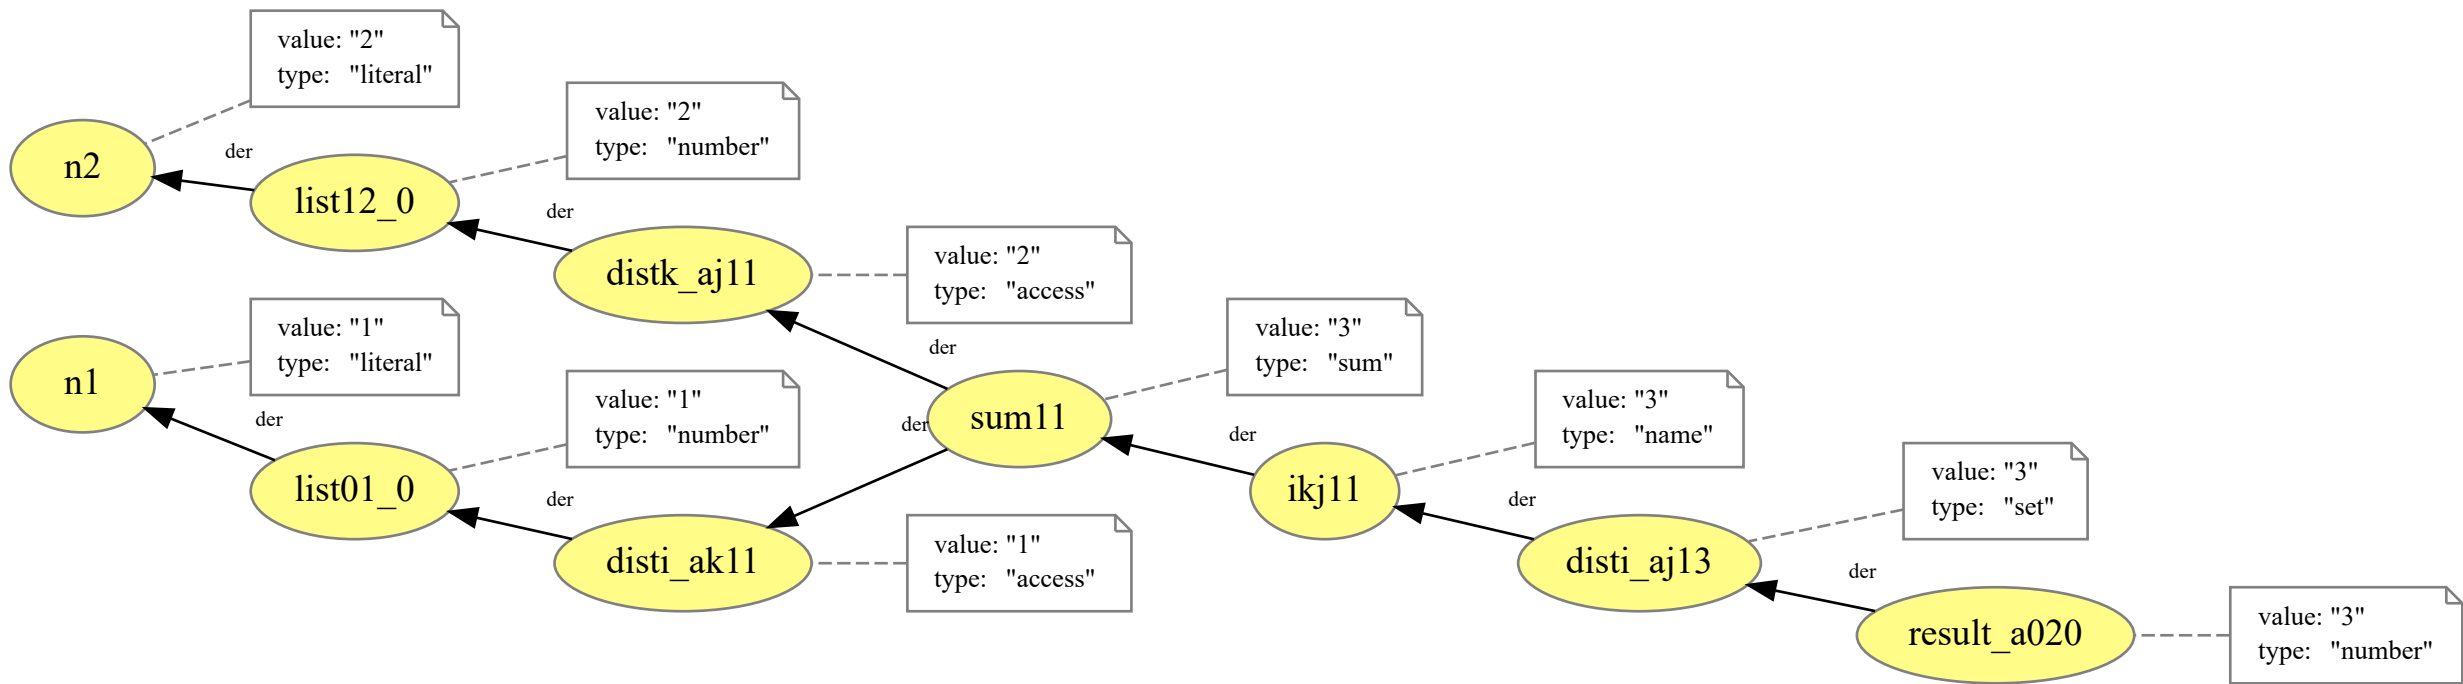 value: "2"
type: "literal"
value: "2"
type: "number"
n2
der
list12_0
der
distk_aj11
value: "2"
type: "access"
value: "1"
type: "literal"
n1
der
value: "1"
type: "number"
list01_0
der
disti_ak11
value: "1"
type: "access"
der
der
sum11
value: "3"
type: "sum"
der
ikj11
value: "3"
type: "name"
der
disti_aj13
value: "3"
type: "set"
der
result_a020
value: "3"
type: "number"